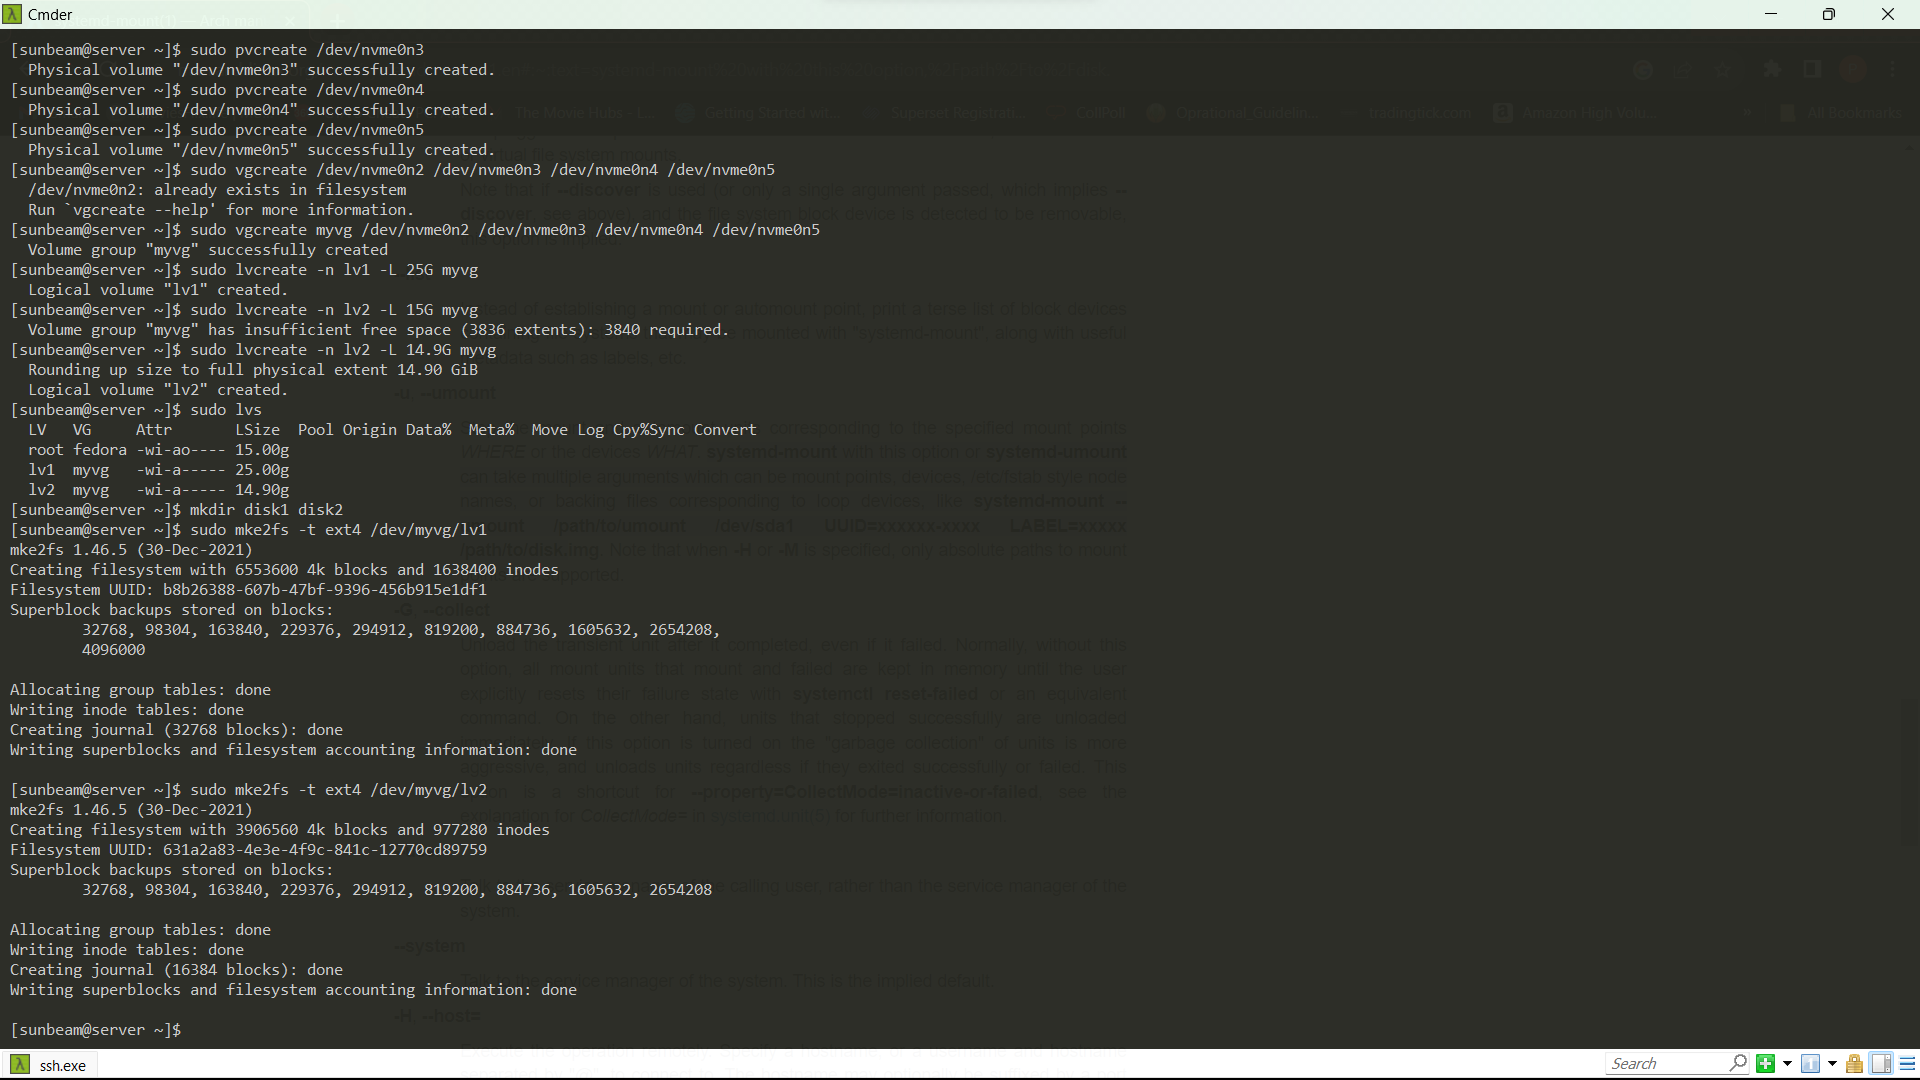 Cmder
[sunbeam@server ~]$ sudo pvcreate /dev/nvme0n3
  Physical volume "/dev/nvme0n3" successfully created.
[sunbeam@server ~]$ sudo pvcreate /dev/nvme0n4
  Physical volume "/dev/nvme0n4" successfully created.
[sunbeam@server ~]$ sudo pvcreate /dev/nvme0n5
  Physical volume "/dev/nvme0n5" successfully created.
[sunbeam@server ~]$ sudo vgcreate /dev/nvme0n2 /dev/nvme0n3 /dev/nvme0n4 /dev/nvme0n5
  /dev/nvme0n2: already exists in filesystem
  Run `vgcreate --help' for more information.
[sunbeam@server ~]$ sudo vgcreate myvg /dev/nvme0n2 /dev/nvme0n3 /dev/nvme0n4 /dev/nvme0n5
  Volume group "myvg" successfully created
[sunbeam@server ~]$ sudo lvcreate -n lv1 -L 25G myvg
  Logical volume "lv1" created.
[sunbeam@server ~]$ sudo lvcreate -n lv2 -L 15G myvg
  Volume group "myvg" has insufficient free space (3836 extents): 3840 required.
[sunbeam@server ~]$ sudo lvcreate -n lv2 -L 14.9G myvg
  Rounding up size to full physical extent 14.90 GiB
  Logical volume "lv2" created.
[sunbeam@server ~]$ sudo lvs
  LV   VG     Attr       LSize  Pool Origin Data%  Meta%  Move Log Cpy%Sync Convert
  root fedora -wi-ao---- 15.00g
  lv1  myvg   -wi-a----- 25.00g
  lv2  myvg   -wi-a----- 14.90g
[sunbeam@server ~]$ mkdir disk1 disk2
[sunbeam@server ~]$ sudo mke2fs -t ext4 /dev/myvg/lv1
mke2fs 1.46.5 (30-Dec-2021)
Creating filesystem with 6553600 4k blocks and 1638400 inodes
Filesystem UUID: b8b26388-607b-47bf-9396-456b915e1df1
Superblock backups stored on blocks:
        32768, 98304, 163840, 229376, 294912, 819200, 884736, 1605632, 2654208,
        4096000
Allocating group tables: done
Writing inode tables: done
Creating journal (32768 blocks): done
Writing superblocks and filesystem accounting information: done
[sunbeam@server ~]$ sudo mke2fs -t ext4 /dev/myvg/lv2
mke2fs 1.46.5 (30-Dec-2021)
Creating filesystem with 3906560 4k blocks and 977280 inodes
Filesystem UUID: 631a2a83-4e3e-4f9c-841c-12770cd89759
Superblock backups stored on blocks:
        32768, 98304, 163840, 229376, 294912, 819200, 884736, 1605632, 2654208
Allocating group tables: done
Writing inode tables: done
Creating journal (16384 blocks): done
Writing superblocks and filesystem accounting information: done
[sunbeam@server ~]$
ssh.exe
Search